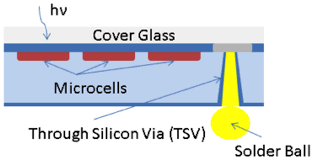 hν
Cover Glass
Microcells
Through Silicon Via (TSV)
Solder Ball